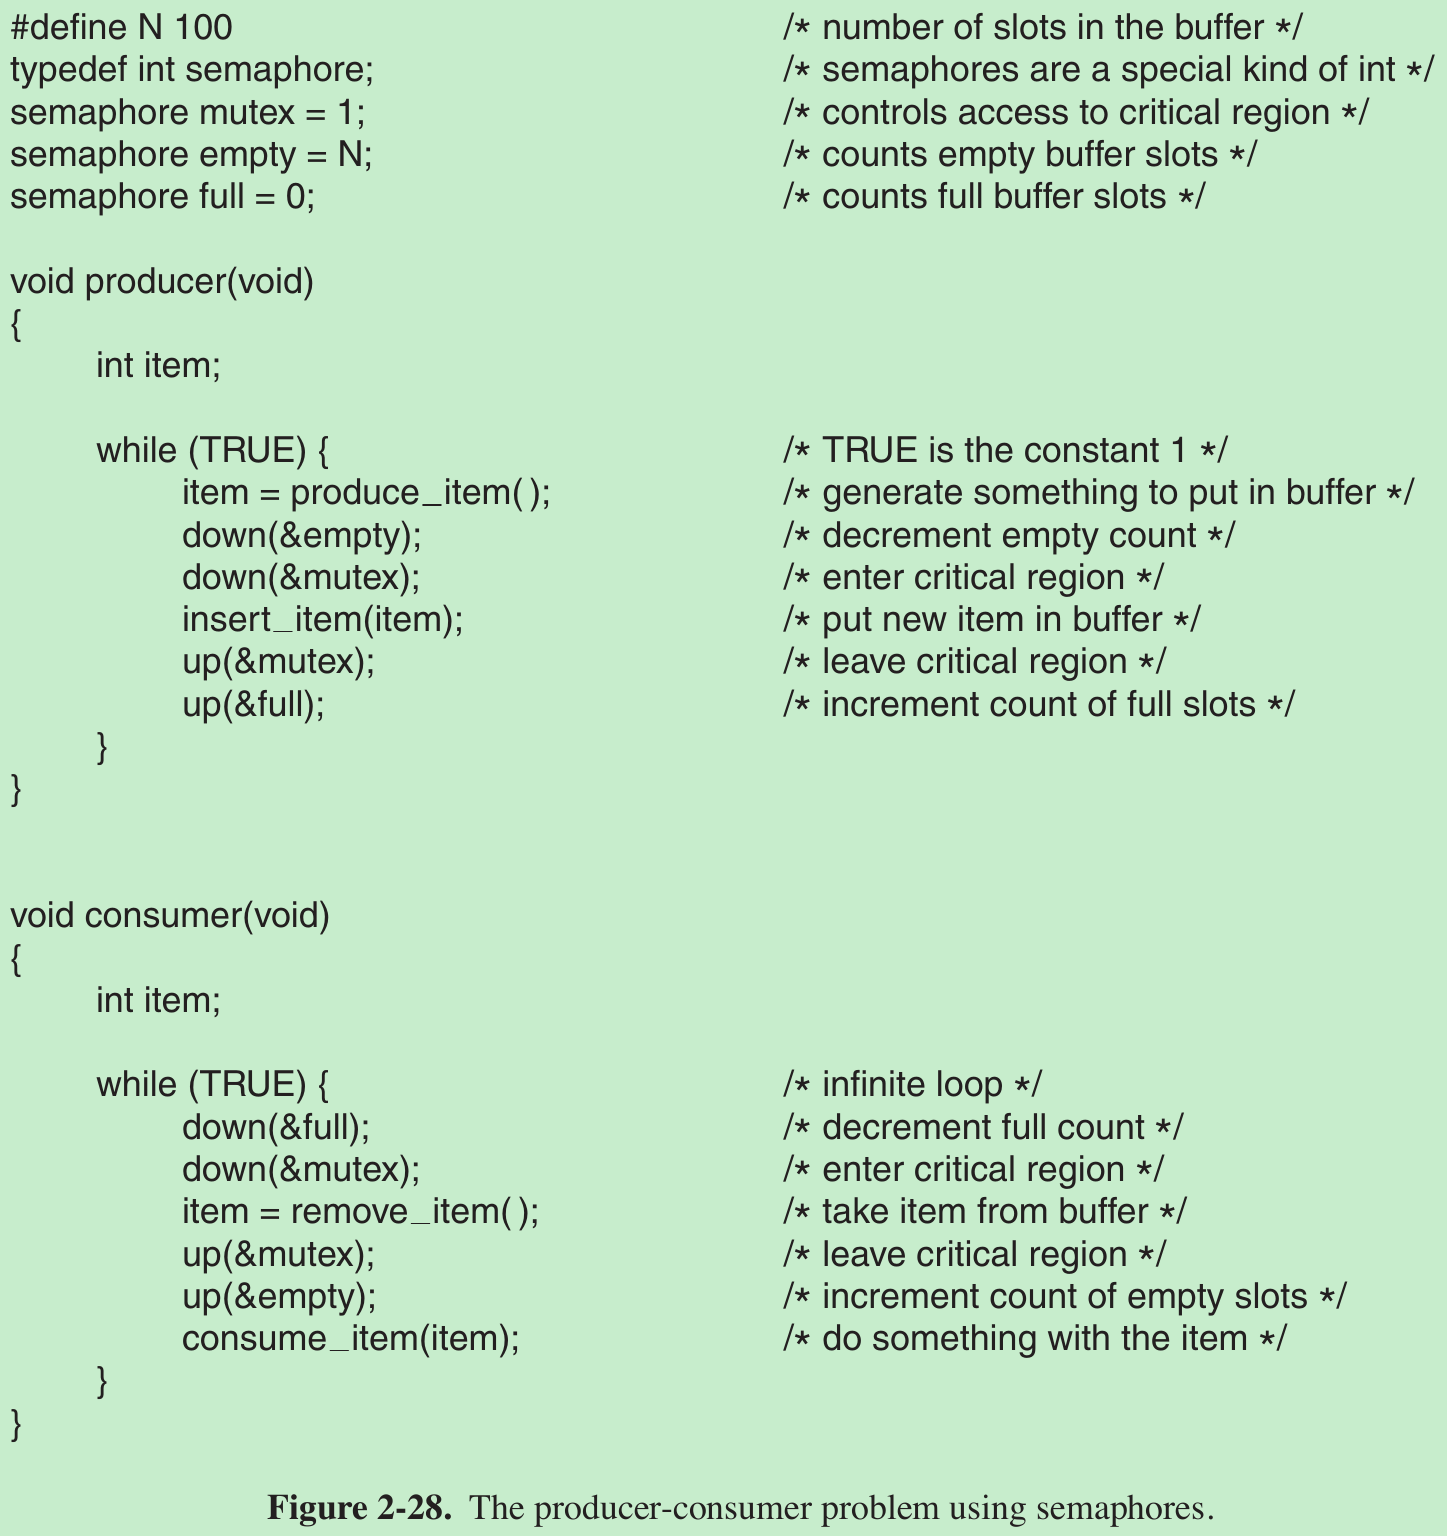 #define N 100 /* number of slots in the buffer */
typedef int semaphore; /* semaphores are a special kind of int */
semaphore mutex = 1; /* controls access to critical region */
semaphore empty = N; /* counts empty buffer slots */
semaphore full = 0; /* counts full buffer slots */
void producer(void)
{
int item;
while (TRUE) { /* TRUE is the constant 1 */
item = produce_item( ); /* generate something to put in buffer */
down(&empty); /* decrement empty count */
down(&mutex); /* enter critical region */
insert_item(item); /* put new item in buffer */
up(&mutex); /* leave critical region */
up(&full); /* increment count of full slots */
}
}
void consumer(void)
{
int item;
while (TRUE) { /* infinite loop */
down(&full); /* decrement full count */
down(&mutex); /* enter critical region */
item = remove_item( ); /* take item from buffer */
up(&mutex); /* leave critical region */
up(&empty); /* increment count of empty slots */
consume_item(item); /* do something with the item */
}
}
Figure 2-28. The producer-consumer problem using semaphores.